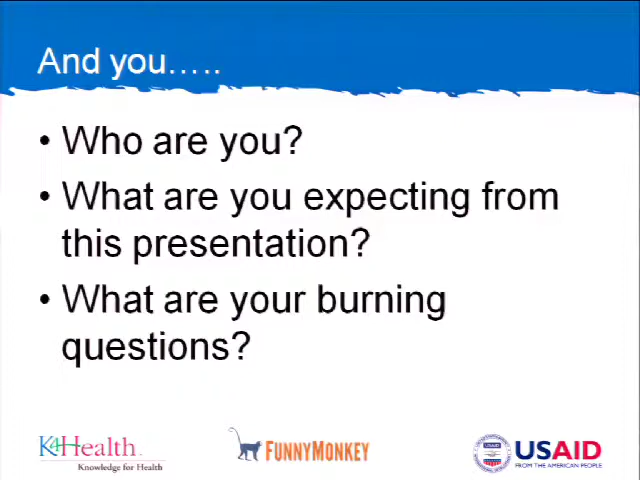 And you…..
• Who are you?
• What are you expecting from
this presentation?
• What are your burning
questions?
K4Health
Knowledge for Health
FUNNYMONKEY
USAID
FROM THE AMERICAN PEOPLE